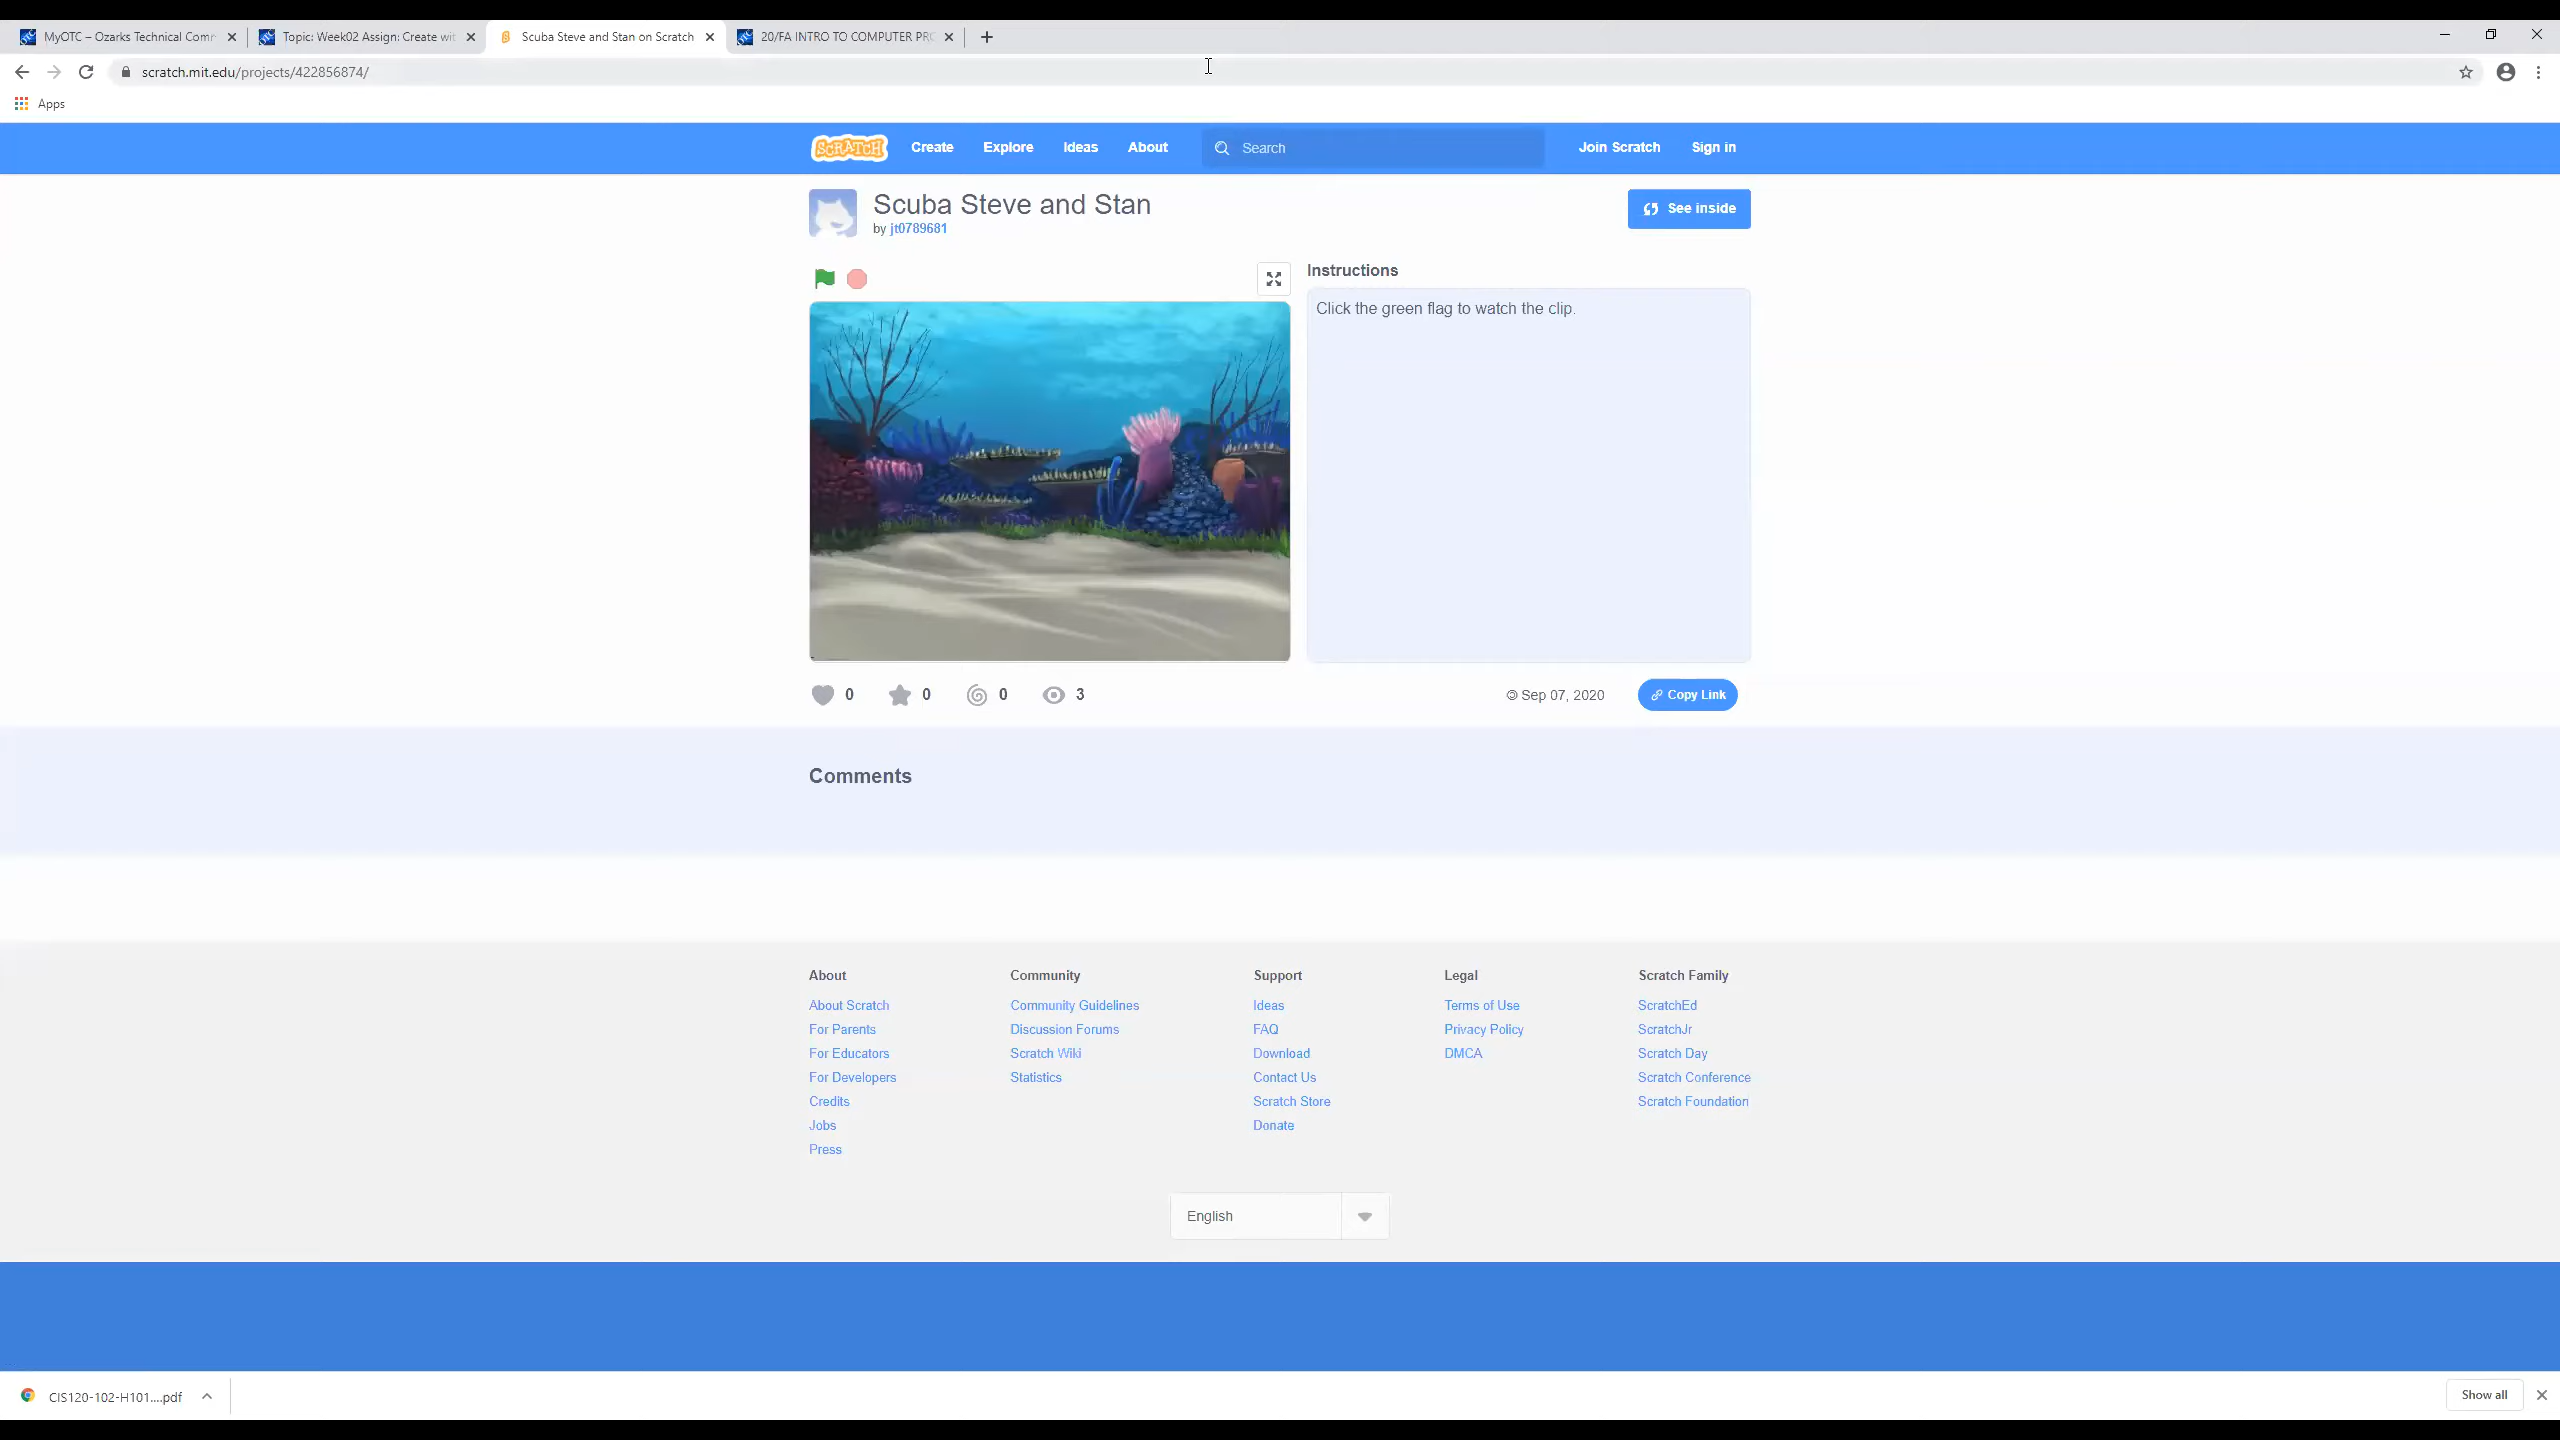 MyOTC – Ozarks Technical Comm
Topic: Week02 Assign: Create wit
Scuba Steve and Stan on Scratch
20/FA INTRO TO COMPUTER PRO
scratch.mit.edu/projects/422856874/
Apps
SCRATCH Create Explore Ideas About Search Join Scratch Sign in
Scuba Steve and Stan
by jt0789681
See inside
Instructions
Click the green flag to watch the clip.
0 0 0 3
© Sep 07, 2020 Copy Link
Comments
About
About Scratch
For Parents
For Educators
For Developers
Credits
Jobs
Press
Community
Community Guidelines
Discussion Forums
Scratch Wiki
Statistics
Support
Ideas
FAQ
Download
Contact Us
Scratch Store
Donate
Legal
Terms of Use
Privacy Policy
DMCA
Scratch Family
ScratchEd
ScratchJr
Scratch Day
Scratch Conference
Scratch Foundation
English
CIS120-102-H101....pdf
Show all